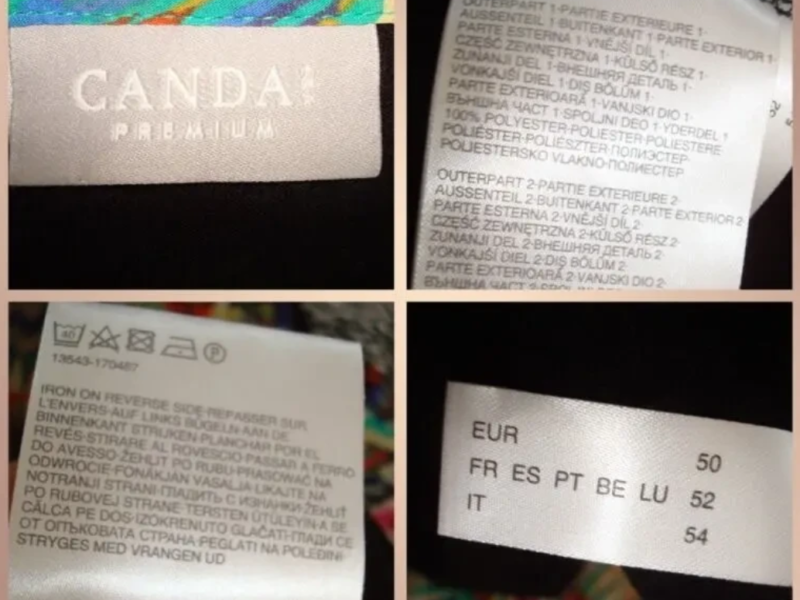 CANDA
PREMIUM
OUTERPART 1·PARTIE EXTERIEURE 1·
AUSSENTEIL 1·BUITENKANT 1·PARTE EXTERIOR 1·
PARTE ESTERNA 1·VNĚJŠÍ DÍL 1·
CZĘŚĆ ZEWNĘTRZNA 1·KÜLSŐ RÉSZ 1·
ZUNANJI DEL 1·ВНЕШНЯЯ ДЕТАЛЬ 1·
VONKAJŠÍ DIEL 1·DIŞ BÖLÜM 1·
PARTE EXTERIOARĂ 1·VANJSKI DIO 1·
ВЪНШНА ЧАСТ 1·SPOLJNI DEO 1·YDERDEL 1
100% POLYESTER·POLIESTER·POLIESTERE
POLIÉSTER·POLIÉSZTER·ПОЛИЭСТЕР·
POLIESTERSKO VLAKNO·ПОЛИЕСТЕР
OUTERPART 2·PARTIE EXTERIEURE 2·
AUSSENTEIL 2·BUITENKANT 2·PARTE EXTERIOR 2
PARTE ESTERNA 2·VNĚJŠÍ DÍL 2·
CZĘŚĆ ZEWNĘTRZNA 2·KÜLSŐ RÉSZ 2·
ZUNANJI DEL 2·ВНЕШНЯЯ ДЕТАЛЬ 2·
VONKAJŠÍ DIEL 2·DIŞ BÖLÜM 2·
PARTE EXTERIOARĂ 2·VANJSKI DIO 2·
ВЪНШНА ЧАСТ 2·
40
P
13543-170487
IRON ON REVERSE SIDE·REPASSER SUR
L'ENVERS·AUF LINKS BÜGELN·AAN DE
BINNENKANT STRIJKEN·PLANCHAR POR EL
REVÉS·STIRARE AL ROVESCIO·PASSAR A FERRO
DO AVESSO·ŽEHLIT PO RUBU·PRASOWAĆ NA
ODWROCIE·FONÁKJÁN VASALJA·LIKAJTE NA
NOTRANJI STRANI·ГЛАДИТЬ С ИЗНАНКИ·ŽEHLIŤ
PO RUBOVEJ STRANE·TERSTEN ÜTÜLEYİN·A SE
CĂLCA PE DOS·IZOKRENUTO GLAČATI·ГЛАДИ СЕ
ОТ ОПЪКОВАТА СТРАНА·PEGLATI NA POLEĐINI·
STRYGES MED VRANGEN UD
EUR 50
FR ES PT BE LU 52
IT 54